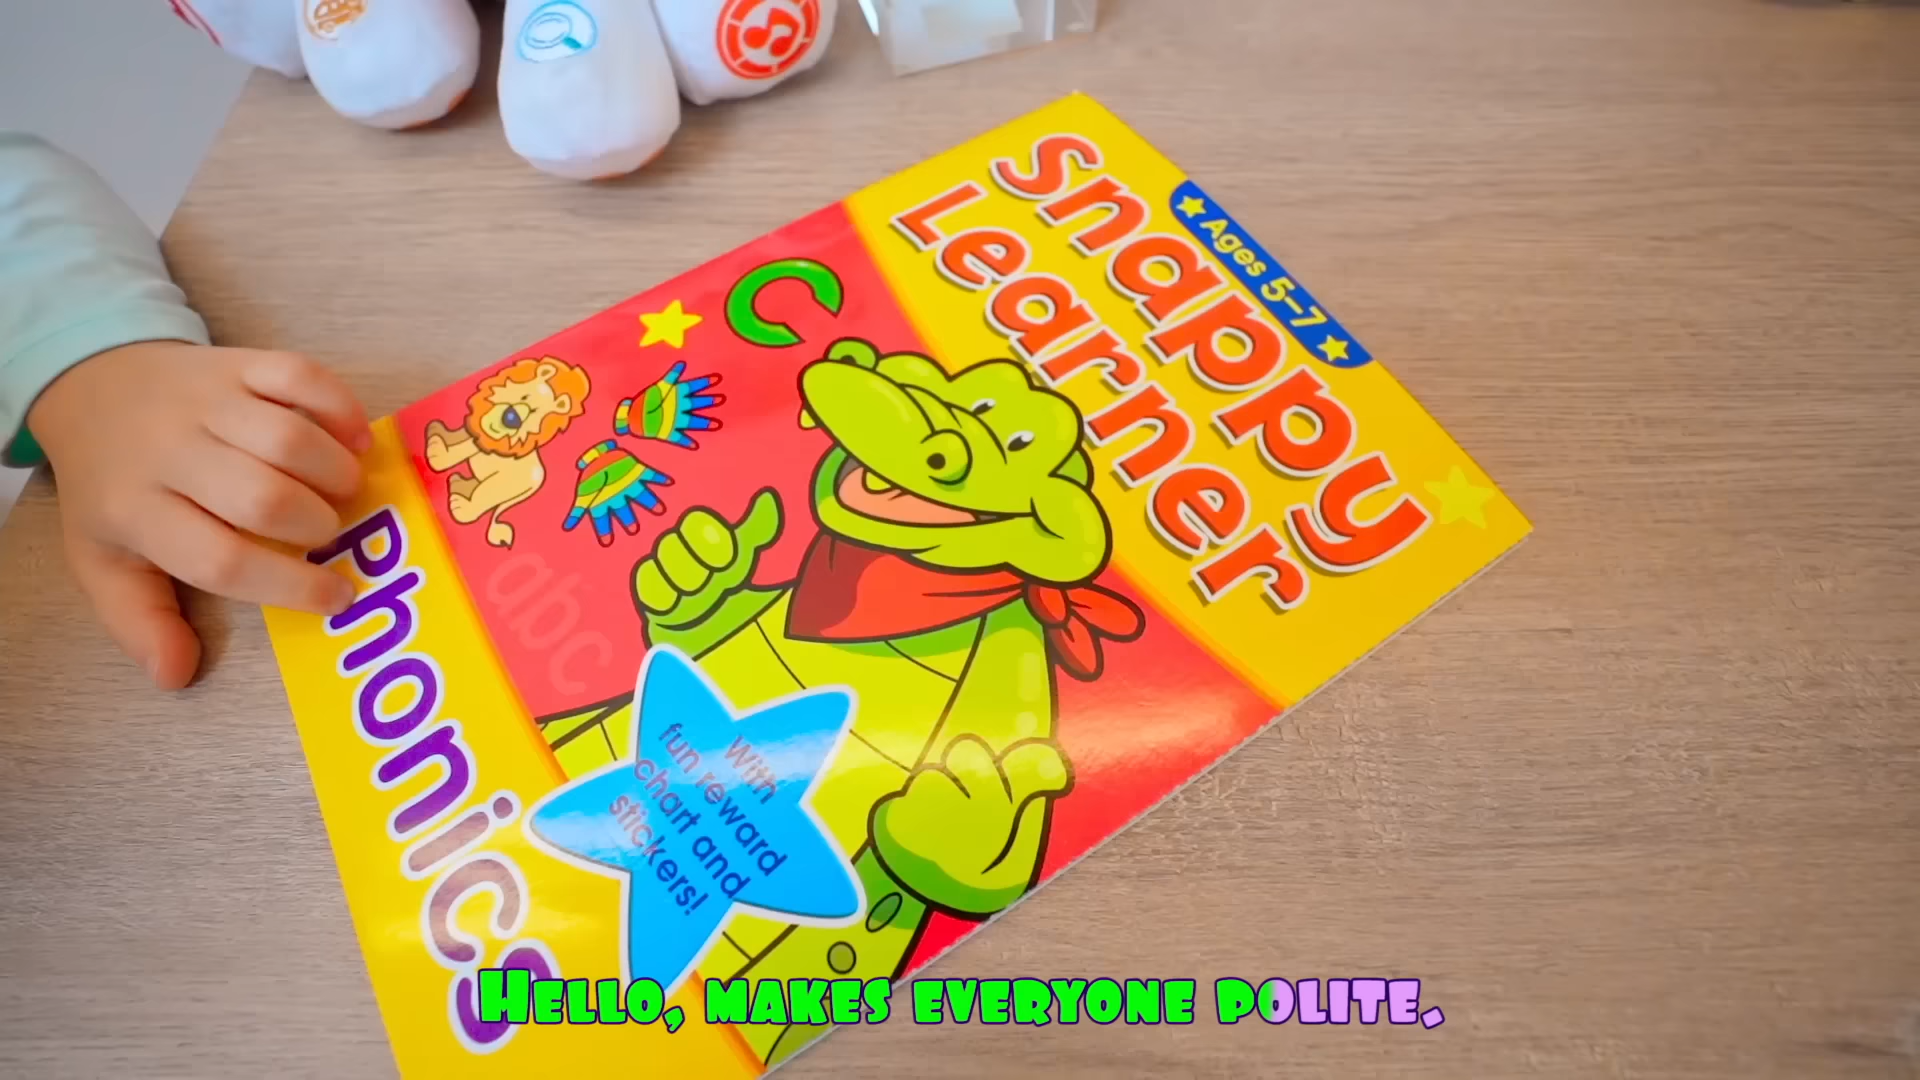 Snappy
Learner
Ages 5-7
C
abc
Phonics
With
fun reward
chart and
stickers!
HELLO, MAKES EVERYONE POLITE.